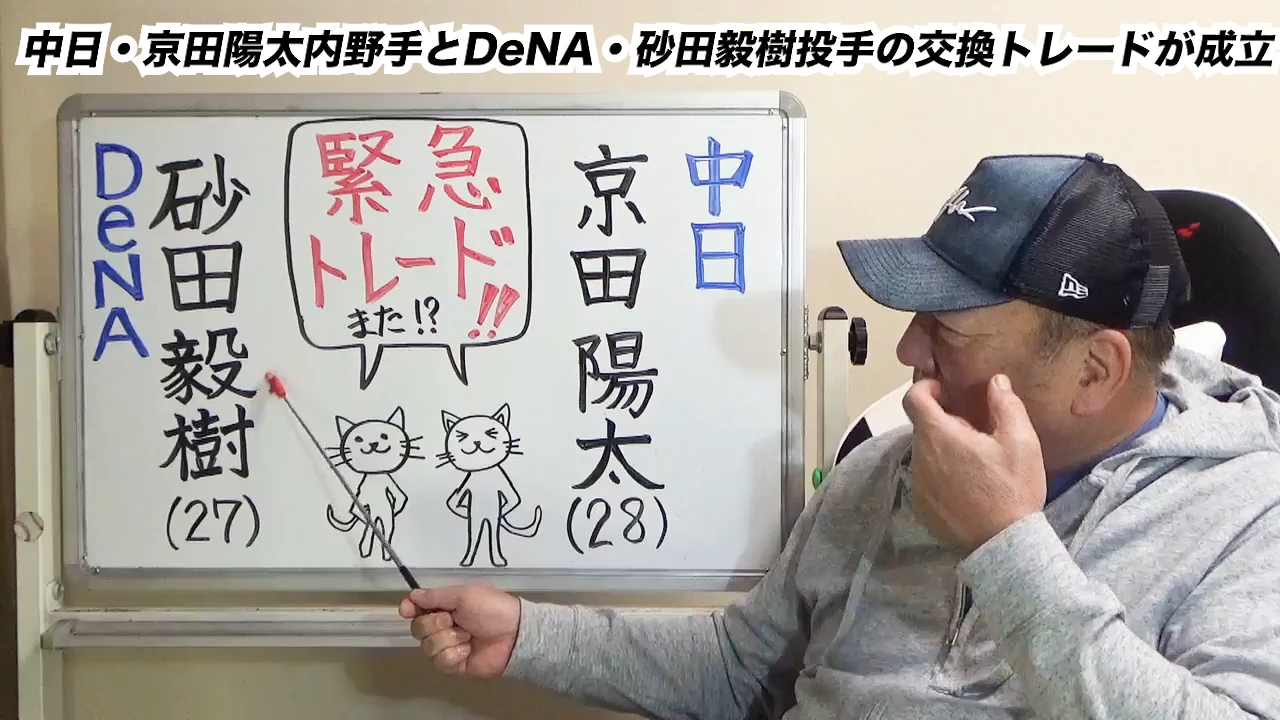 中日・京田陽太内野手とDeNA・砂田毅樹投手の交換トレードが成立
中日
京田陽太
(28)
緊急
トレード!!
また!?
DeNA
砂田毅樹
(27)